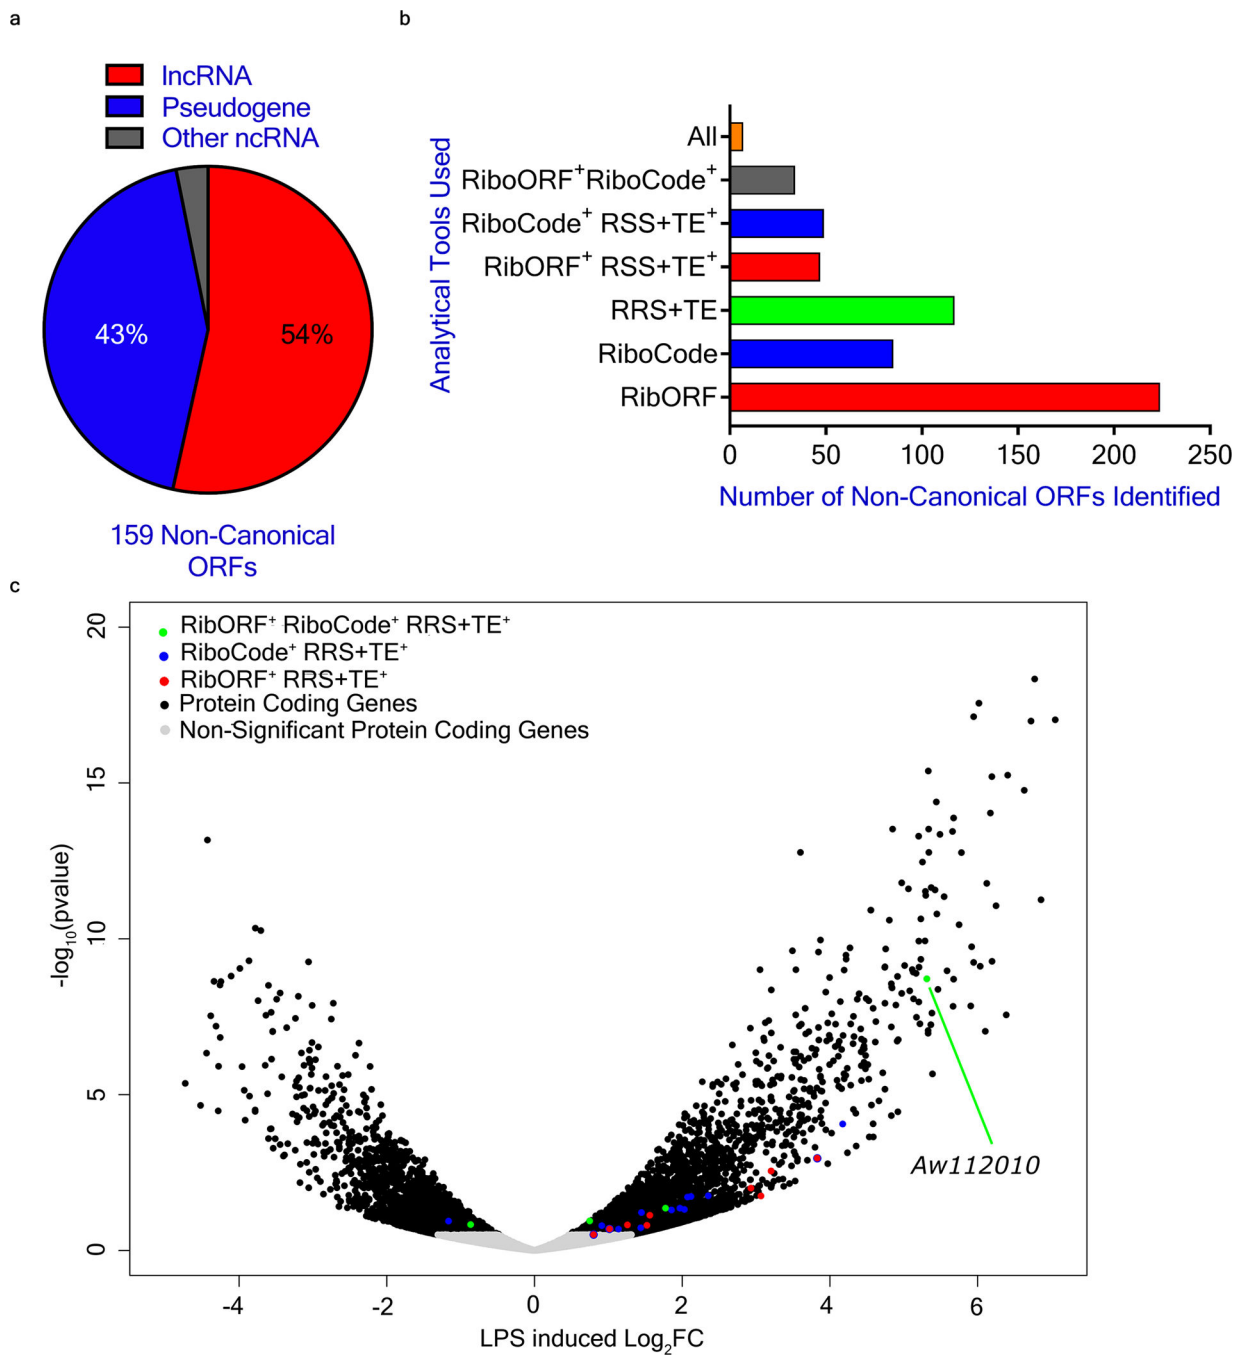 a
lncRNA
Pseudogene
Other ncRNA
43%
54%
159 Non-Canonical
ORFs
b
Analytical Tools Used
All
RiboORF⁺RiboCode⁺
RiboCode⁺ RSS+TE⁺
RibORF⁺ RSS+TE⁺
RRS+TE
RiboCode
RibORF
0 50 100 150 200 250
Number of Non-Canonical ORFs Identified
c
RibORF⁺ RiboCode⁺ RRS+TE⁺
RiboCode⁺ RRS+TE⁺
RibORF⁺ RRS+TE⁺
Protein Coding Genes
Non-Significant Protein Coding Genes
-log₁₀(pvalue)
20
15
10
5
0
Aw112010
-4 -2 0 2 4 6
LPS induced Log₂FC